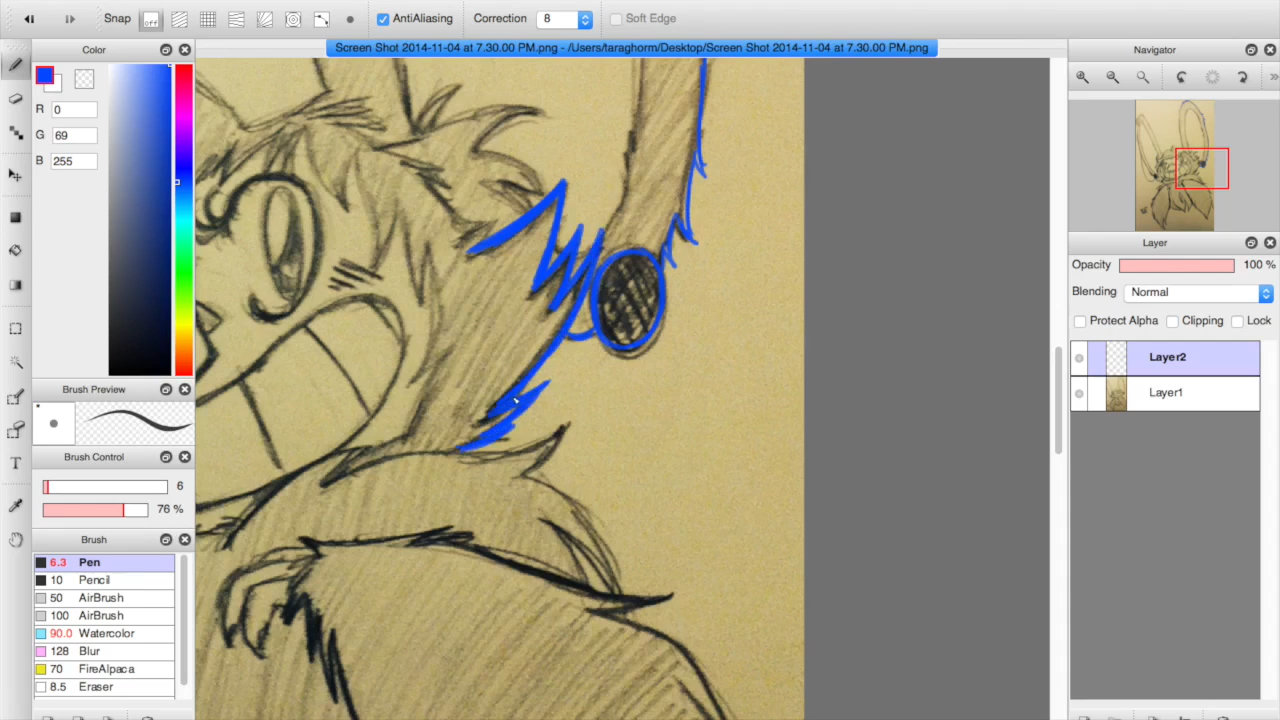 Snap off AntiAliasing Correction 8 Soft Edge
Color
Screen Shot 2014-11-04 at 7.30.00 PM.png - /Users/taraghorm/Desktop/Screen Shot 2014-11-04 at 7.30.00 PM.png
Navigator
R 0
G 69
B 255
Layer
Opacity 100 %
Blending Normal
Protect Alpha Clipping Lock
Layer2
Layer1
Brush Preview
Brush Control
6
76 %
Brush
6.3 Pen
10 Pencil
50 AirBrush
100 AirBrush
90.0 Watercolor
128 Blur
70 FireAlpaca
8.5 Eraser
T